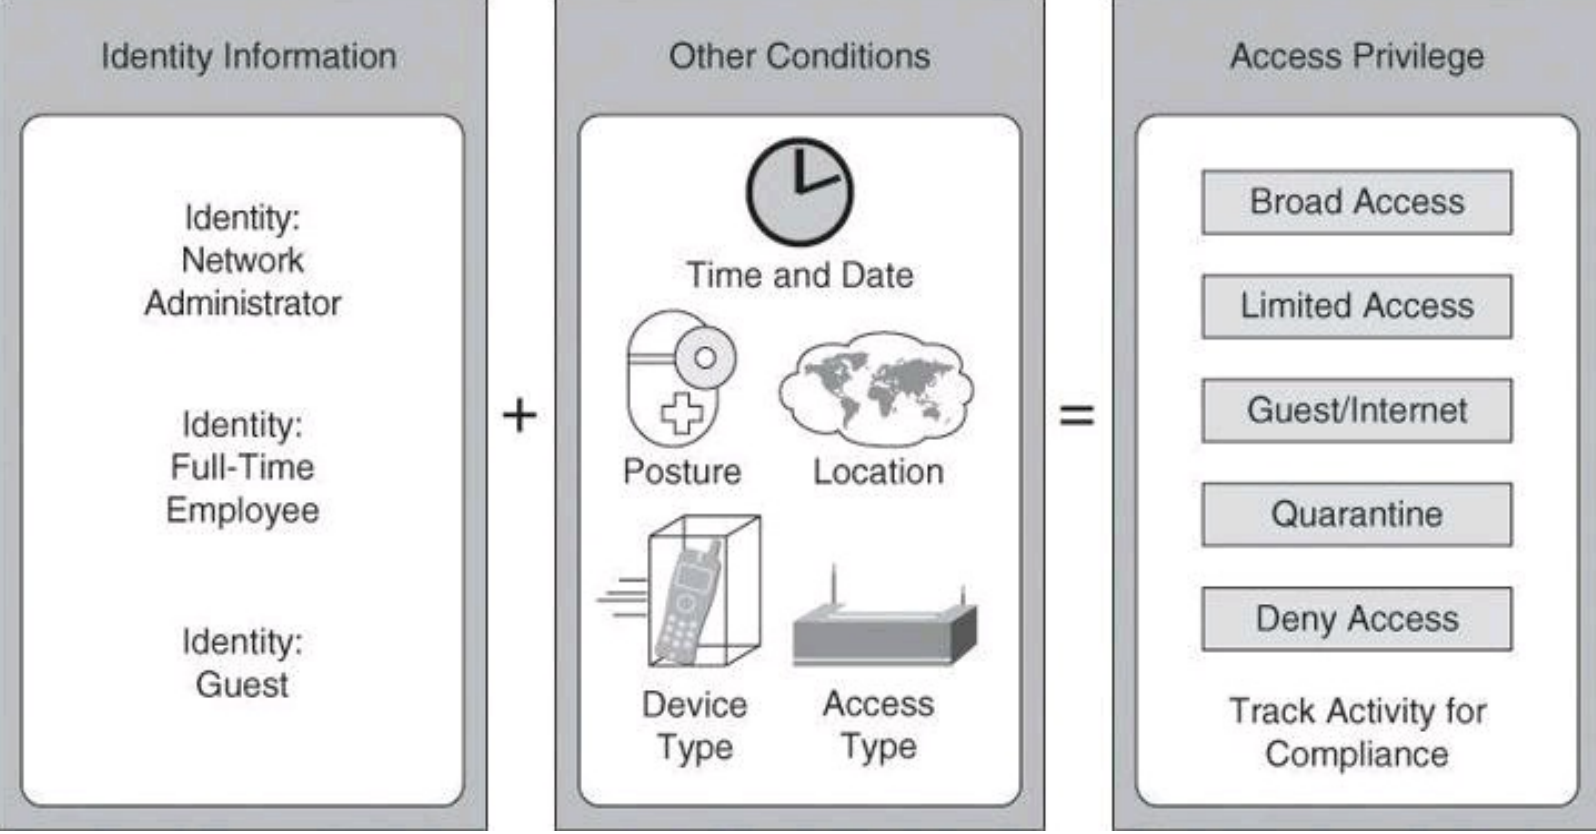 Identity Information
Identity:
Network
Administrator
Identity:
Full-Time
Employee
Identity:
Guest
+
Other Conditions
Time and Date
Posture
Location
Device
Type
Access
Type
=
Access Privilege
Broad Access
Limited Access
Guest/Internet
Quarantine
Deny Access
Track Activity for
Compliance